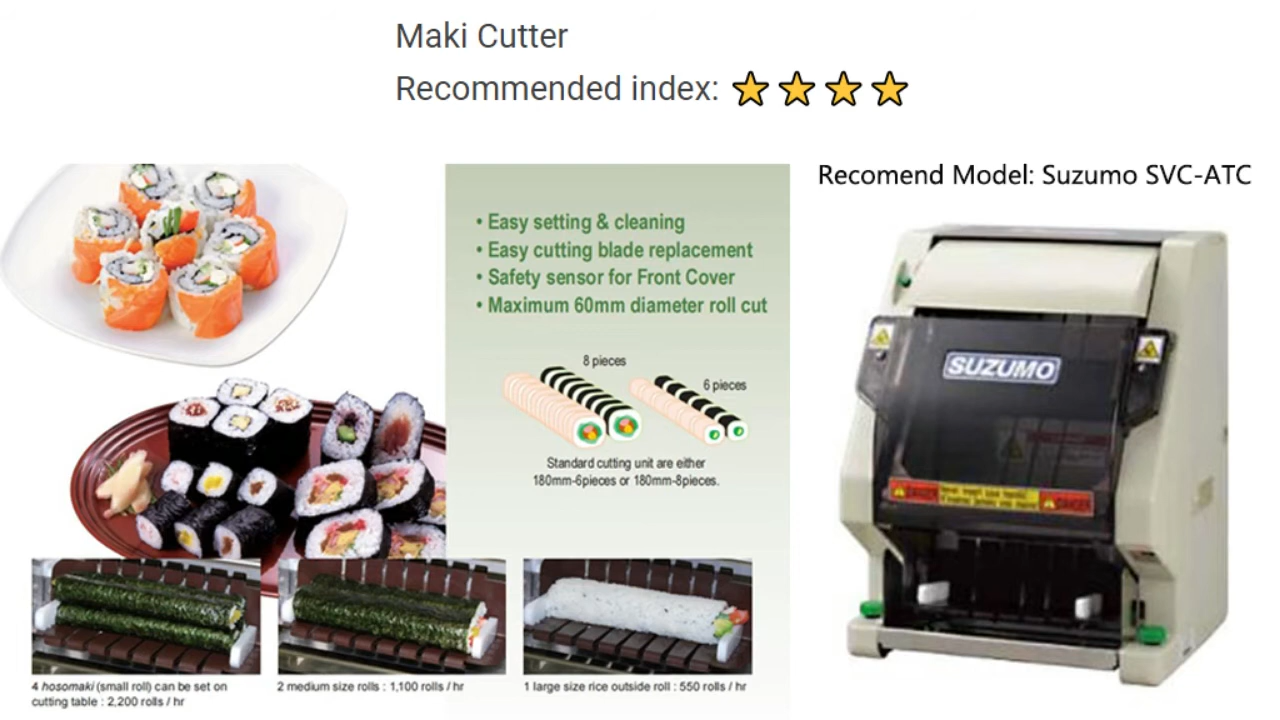 Maki Cutter
Recommended index:
Recomend Model: Suzumo SVC-ATC
• Easy setting & cleaning
• Easy cutting blade replacement
• Safety sensor for Front Cover
• Maximum 60mm diameter roll cut
8 pieces
6 pieces
Standard cutting unit are either
180mm-6pieces or 180mm-8pieces.
SUZUMO
DANGER
DANGER
4 hosomaki (small roll) can be set on
cutting table : 2,200 rolls / hr
2 medium size rolls : 1,100 rolls / hr
1 large size rice outside roll : 550 rolls / hr